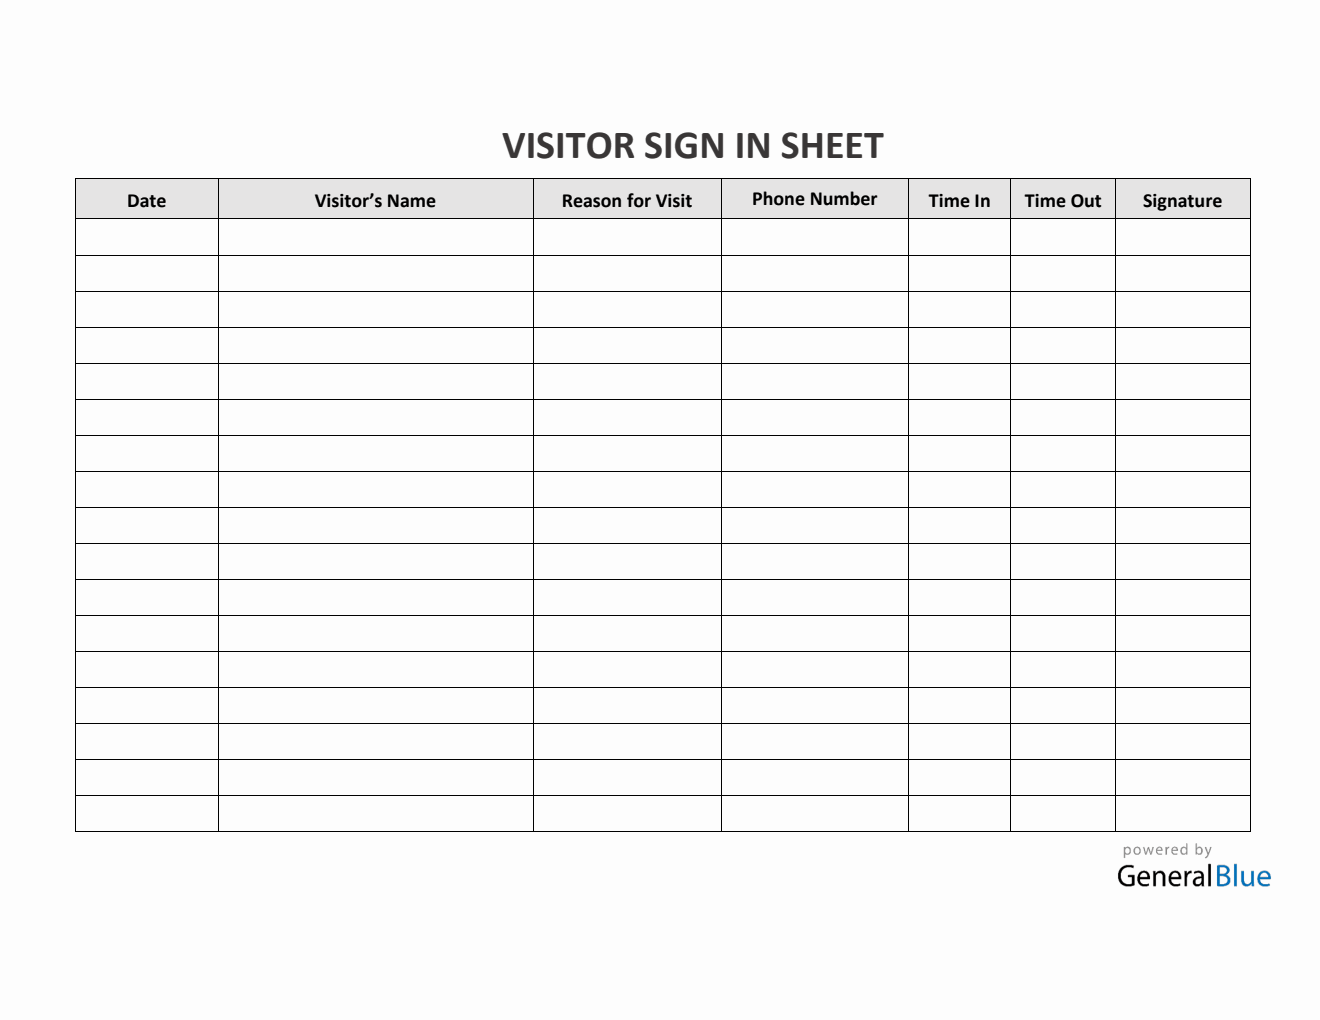 VISITOR SIGN IN SHEET
Date Visitor’s Name Reason for Visit Phone Number Time In Time Out Signature
powered by
GeneralBlue